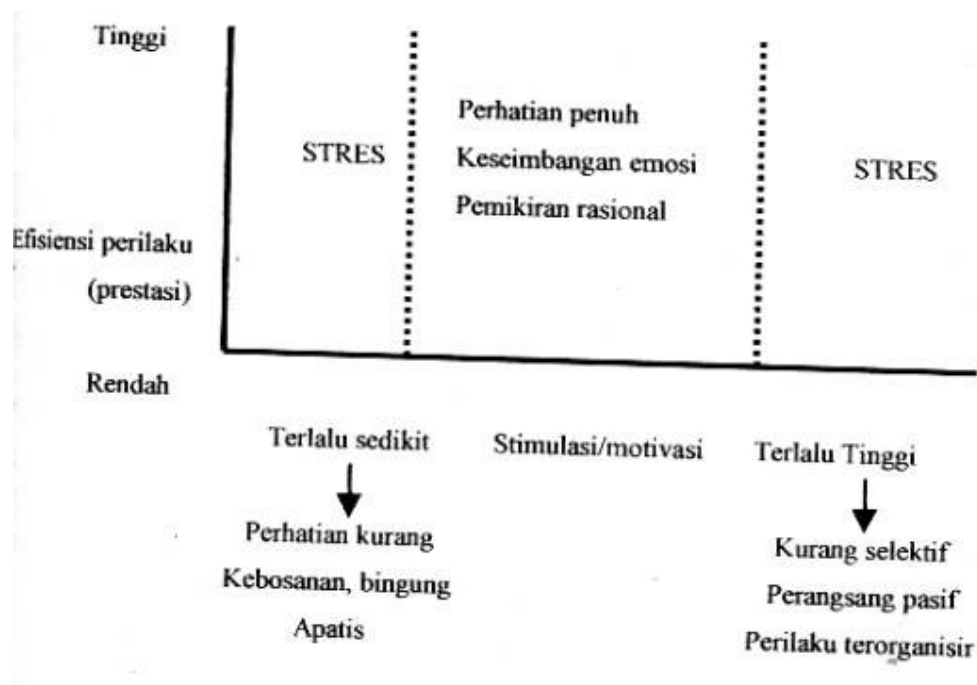 Tinggi
STRES
Perhatian penuh
Keseimbangan emosi
Pemikiran rasional
STRES
Efisiensi perilaku
(prestasi)
Rendah
Terlalu sedikit
Stimulasi/motivasi
Terlalu Tinggi
Perhatian kurang
Kebosanan, bingung
Apatis
Kurang selektif
Perangsang pasif
Perilaku terorganisir